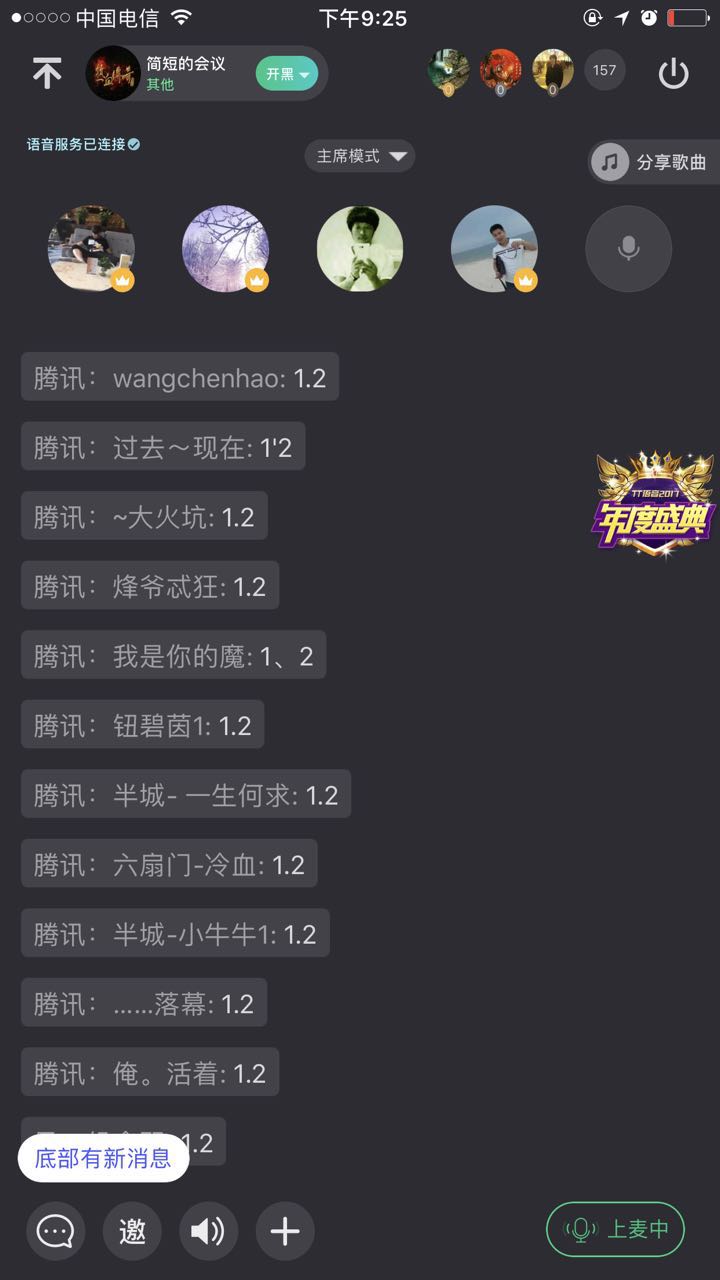 中国电信 下午9:25
简短的会议
其他
开黑
0 0 0 157
语音服务已连接
主席模式
分享歌曲
腾讯: wangchenhao: 1.2
腾讯: 过去～现在: 1'2
腾讯: ~大火坑: 1.2
腾讯: 烽爷忒狂: 1.2
腾讯: 我是你的魔: 1、2
腾讯: 钮碧茵1: 1.2
腾讯: 半城- 一生何求: 1.2
腾讯: 六扇门-冷血: 1.2
腾讯: 半城-小牛牛1: 1.2
腾讯: ……落幕: 1.2
腾讯: 俺。活着: 1.2
1.2
TT语音2017
年度盛典
底部有新消息
邀
上麦中